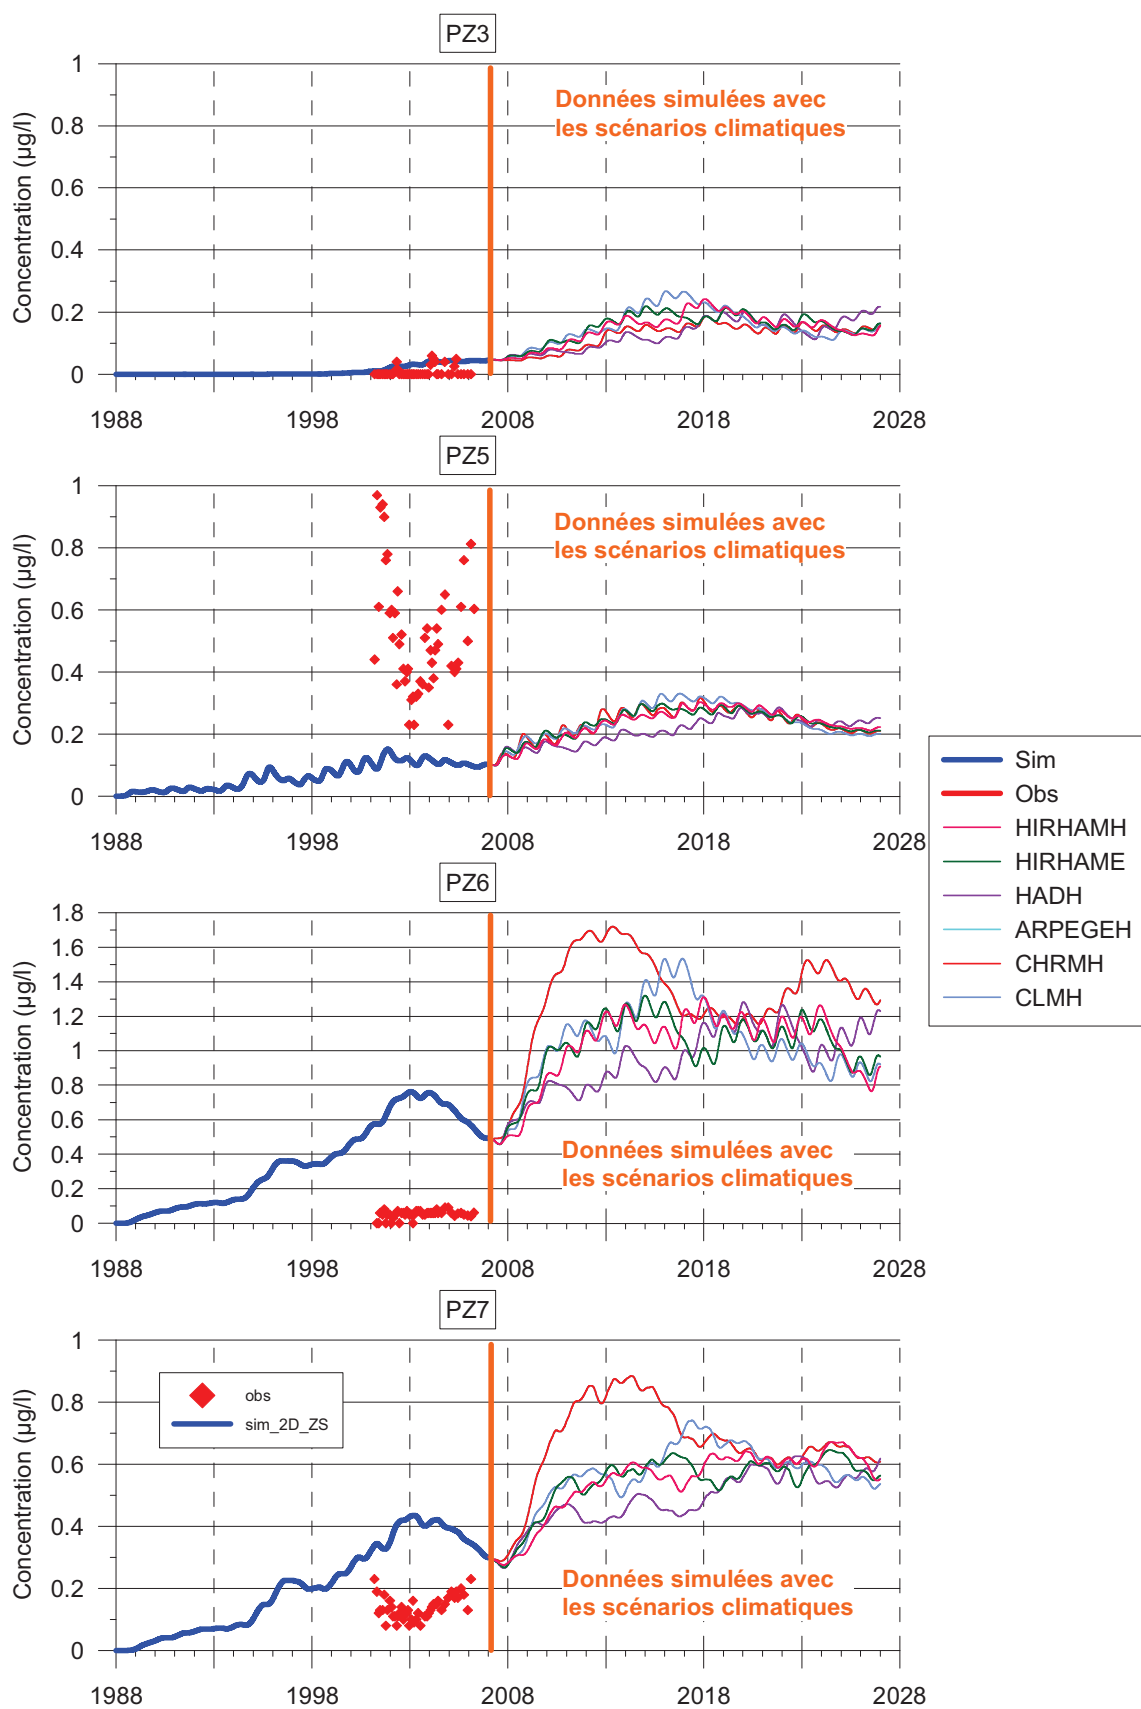 PZ3
Concentration (µg/l)
1
0.8
0.6
0.4
0.2
0
Données simulées avec
les scénarios climatiques
1988 1998 2008 2018 2028
PZ5
Concentration (µg/l)
1
0.8
0.6
0.4
0.2
0
Données simulées avec
les scénarios climatiques
1988 1998 2008 2018 2028
Sim
Obs
HIRHAMH
HIRHAME
HADH
ARPEGEH
CHRMH
CLMH
PZ6
Concentration (µg/l)
1.8
1.6
1.4
1.2
1
0.8
0.6
0.4
0.2
0
Données simulées avec
les scénarios climatiques
1988 1998 2008 2018 2028
PZ7
Concentration (µg/l)
1
0.8
0.6
0.4
0.2
0
obs
sim_2D_ZS
Données simulées avec
les scénarios climatiques
1988 1998 2008 2018 2028